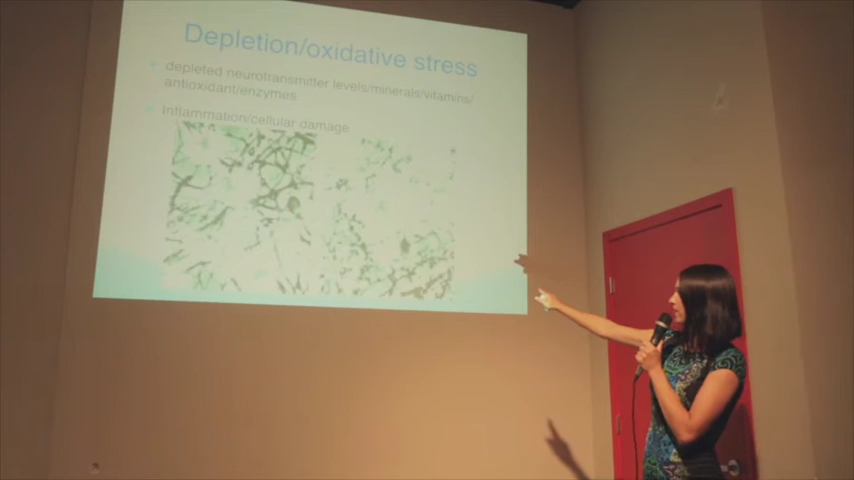 Depletion/oxidative stress
depleted neurotransmitter levels/minerals/vitamins/
antioxidant/enzymes
Inflammation/cellular damage